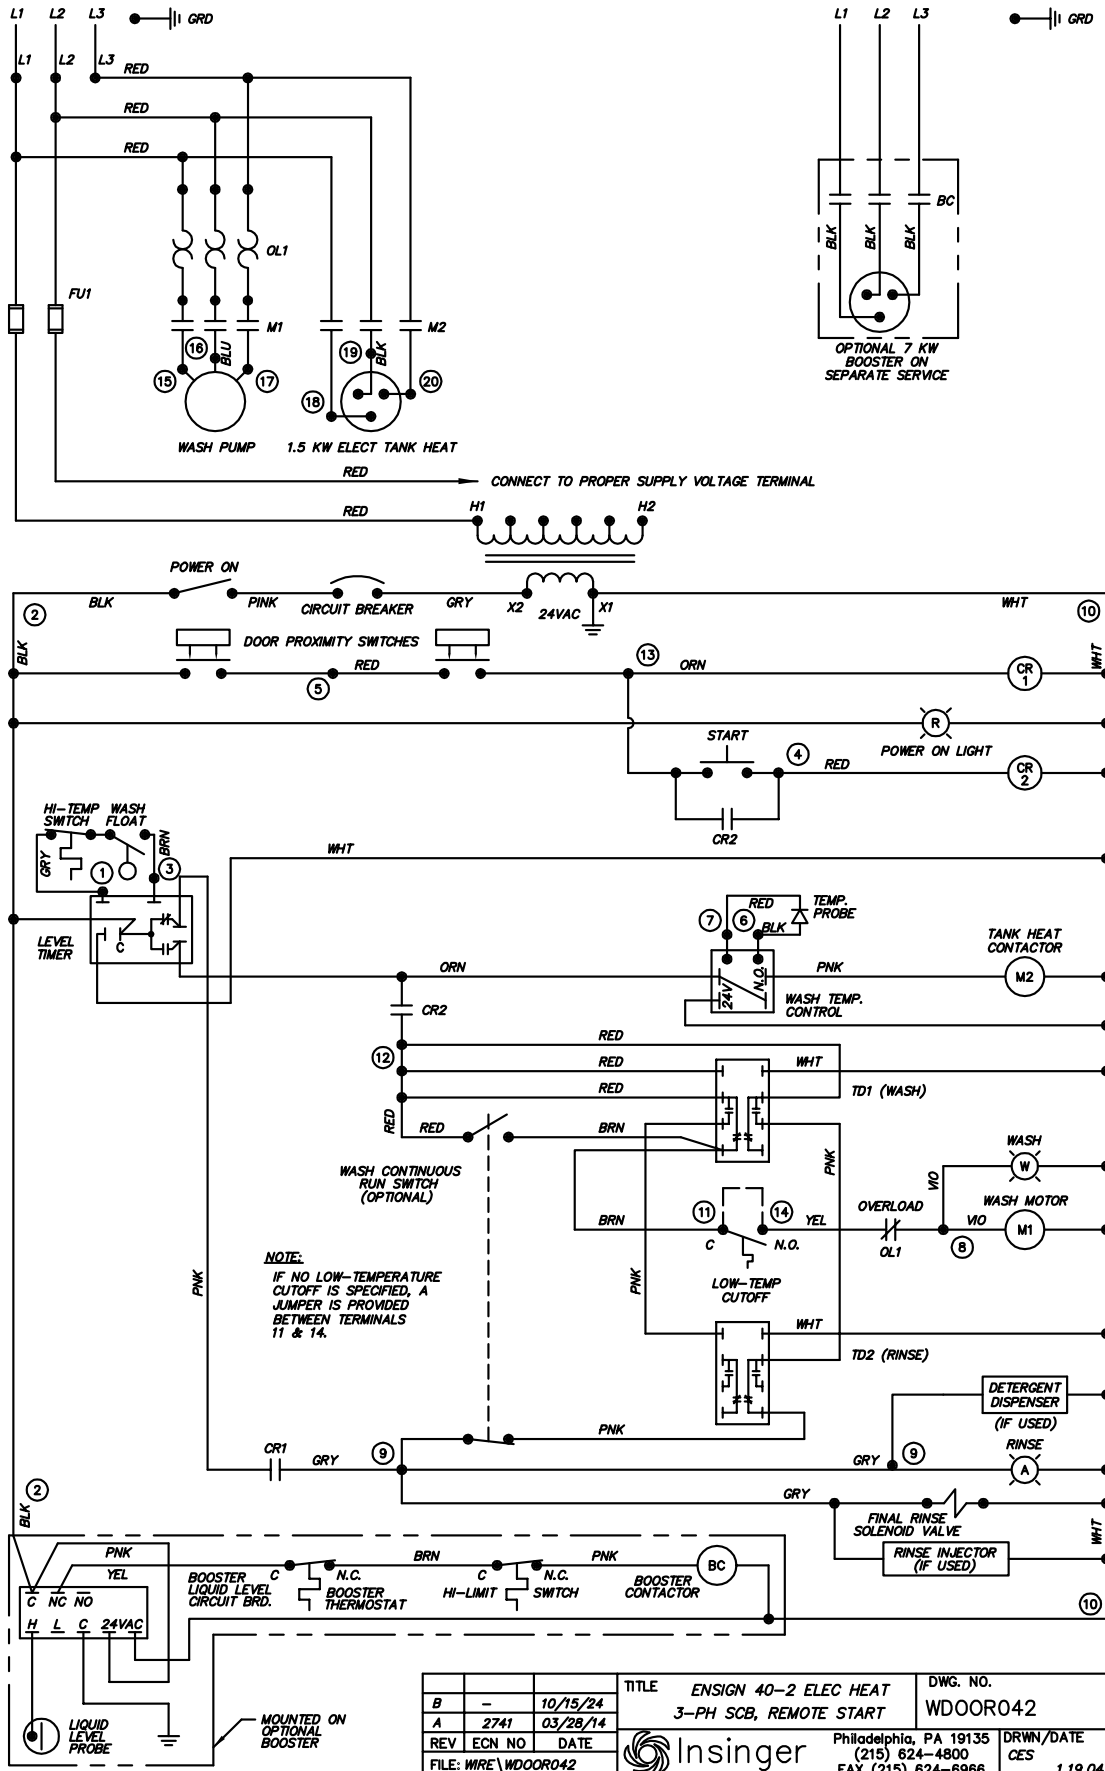 L1 L2 L3 GRD
L1 L2 L3 GRD
L1 L2 L3
RED
RED
RED
OL1
FU1
M1
M2
BC
BLK BLK BLK
16 BLU
19 BLK
15 17 18 20
WASH PUMP
1.5 KW ELECT TANK HEAT
OPTIONAL 7 KW
BOOSTER ON
SEPARATE SERVICE
RED
CONNECT TO PROPER SUPPLY VOLTAGE TERMINAL
RED
H1 H2
POWER ON
2 BLK PINK CIRCUIT BREAKER GRY X2 24VAC X1 WHT 10
BLK
DOOR PROXIMITY SWITCHES
WHT
5 RED 13 ORN CR
1
R
POWER ON LIGHT
START
4 RED CR
2
CR2
HI-TEMP WASH
SWITCH FLOAT
GRY 1 BRN 3
WHT
LEVEL
TIMER
C
7 6 RED BLK TEMP.
PROBE
TANK HEAT
CONTACTOR
ORN
24V N.O.
PNK M2
WASH TEMP.
CONTROL
CR2
12 RED
RED WHT
RED TD1 (WASH)
RED RED BRN
PNK
WASH CONTINUOUS
RUN SWITCH
(OPTIONAL)
WASH
W
VIO
BRN 11 14 YEL OVERLOAD WASH MOTOR
C N.O. OL1 VIO 8 M1
LOW-TEMP
CUTOFF
PNK
NOTE:
IF NO LOW-TEMPERATURE
CUTOFF IS SPECIFIED, A
JUMPER IS PROVIDED
BETWEEN TERMINALS
11 & 14.
PNK
WHT
TD2 (RINSE)
DETERGENT
DISPENSER
(IF USED)
PNK
RINSE
CR1 GRY 9 GRY 9 A
GRY
FINAL RINSE
SOLENOID VALVE
RINSE INJECTOR
(IF USED)
WHT
2
BLK
PNK
YEL
BOOSTER
LIQUID LEVEL
CIRCUIT BRD.
C N.C.
BOOSTER
THERMOSTAT
BRN
C N.C.
HI-LIMIT SWITCH
PNK BC
BOOSTER
CONTACTOR
10
C NC NO
H L C 24VAC
LIQUID
LEVEL
PROBE
MOUNTED ON
OPTIONAL
BOOSTER
B - 10/15/24
A 2741 03/28/14
REV ECN NO DATE
FILE: WIRE\WDOOR042
TITLE ENSIGN 40-2 ELEC HEAT
3-PH SCB, REMOTE START
DWG. NO.
WDOOR042
Insinger
Philadelphia, PA 19135
(215) 624-4800
FAX (215) 624-6966
DRWN/DATE
CES
1.19.04